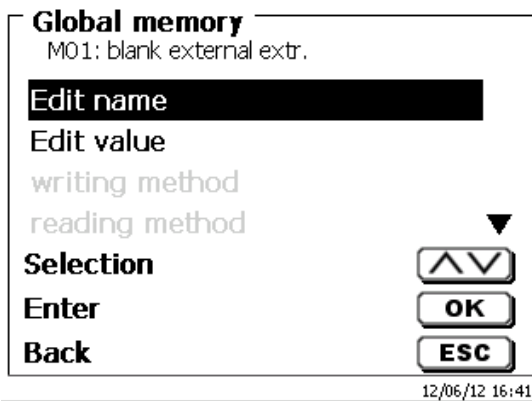 Global memory
M01: blank external extr.
Edit name
Edit value
writing method
reading method
Selection
Enter OK
Back ESC
12/06/12 16:41